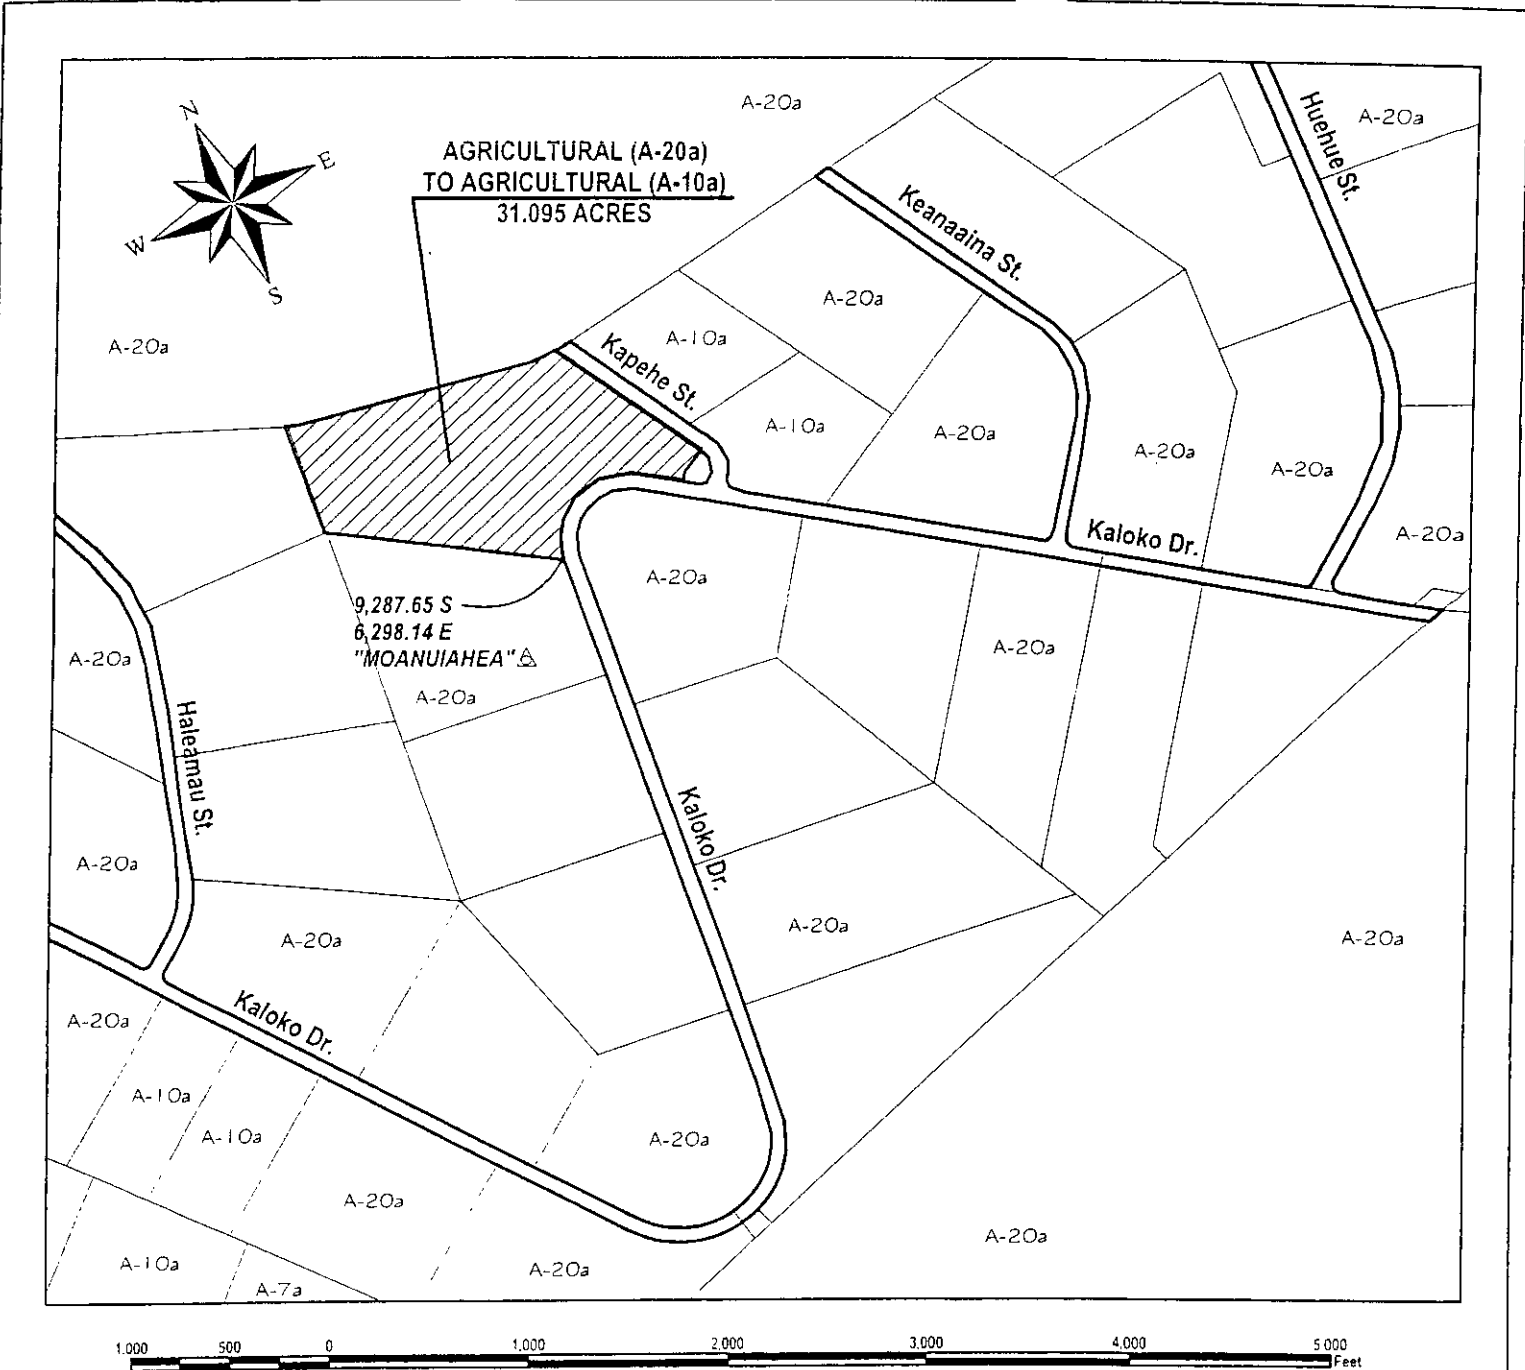 A-20a
Huehue St.
A-20a
N
E
W
S
AGRICULTURAL (A-20a)
TO AGRICULTURAL (A-10a)
31.095 ACRES
Keanaaina St.
A-20a
A-20a
Kapehe St.
A-10a
A-10a
A-20a
A-20a
A-20a
A-20a
Kaloko Dr.
A-20a
9,287.65 S
6,298.14 E
"MOANUIAHEA"
A-20a
A-20a
A-20a
Haleamau St.
Kaloko Dr.
A-20a
A-20a
A-20a
A-20a
A-20a
Kaloko Dr.
A-10a
A-10a
A-20a
A-20a
A-20a
A-10a
A-7a
A-20a
1,000 500 0 1,000 2,000 3,000 4,000 5,000
Feet